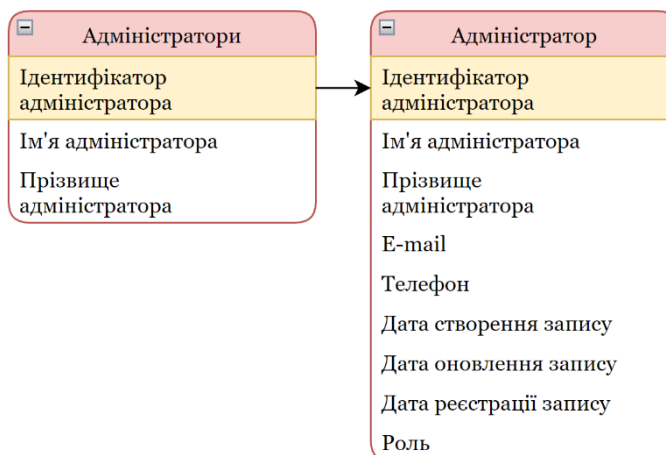 Адміністратори
Ідентифікатор
адміністратора
Ім'я адміністратора
Прізвище
адміністратора
Адміністратор
Ідентифікатор
адміністратора
Ім'я адміністратора
Прізвище
адміністратора
E-mail
Телефон
Дата створення запису
Дата оновлення запису
Дата реєстрації запису
Роль